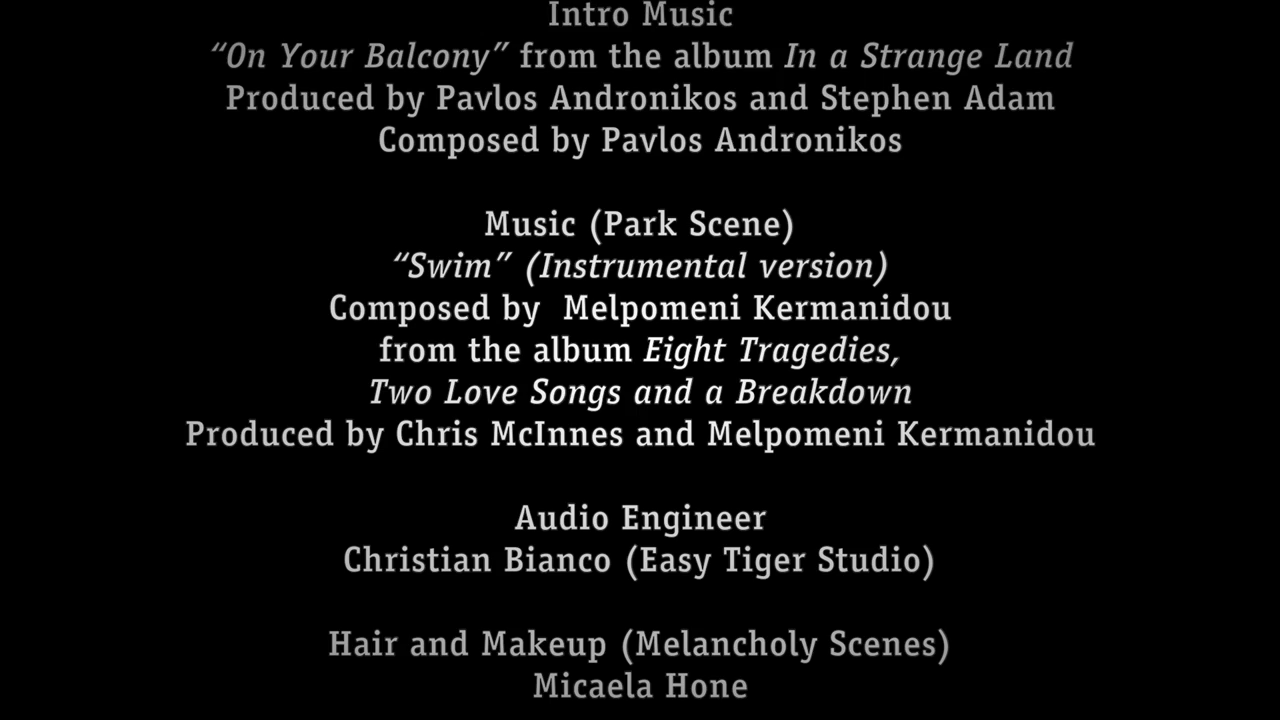 Intro Music
“On Your Balcony” from the album In a Strange Land
Produced by Pavlos Andronikos and Stephen Adam
Composed by Pavlos Andronikos
Music (Park Scene)
“Swim” (Instrumental version)
Composed by  Melpomeni Kermanidou
from the album Eight Tragedies,
Two Love Songs and a Breakdown
Produced by Chris McInnes and Melpomeni Kermanidou
Audio Engineer
Christian Bianco (Easy Tiger Studio)
Hair and Makeup (Melancholy Scenes)
Micaela Hone